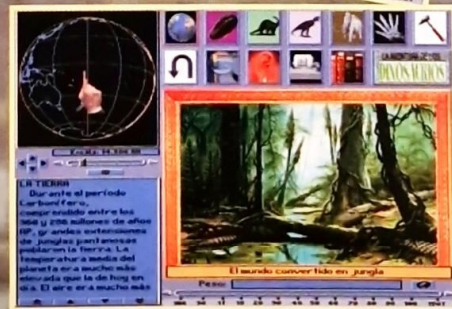 DINOSAURIOS
LA TIERRA
Durante el período
Carbonífero,
comprendido entre los
360 y 286 millones de años
AP, grandes extensiones
de junglas pantanosas
poblaron la Tierra. La
temperatura media del
planeta era mucho más
elevada que la de hoy en
día. El aire era mucho más
El mundo convertido en jungla
Peso: